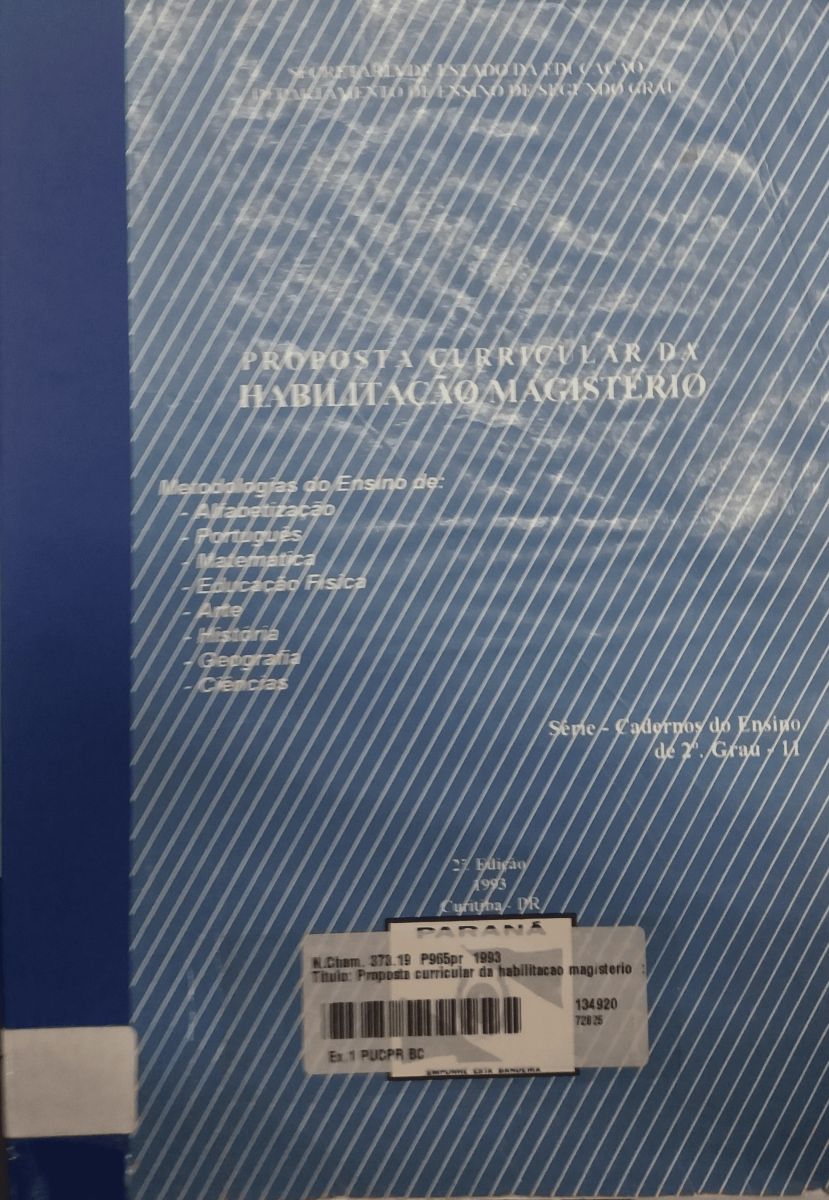 SECRETARIA DE ESTADO DA EDUCAÇÃO
DEPARTAMENTO DE ENSINO DE SEGUNDO GRAU
PROPOSTA CURRICULAR DA
HABILITAÇÃO MAGISTÉRIO
Metodologias do Ensino de:
- Alfabetização
- Português
- Matemática
- Educação Física
- Arte
- História
- Geografia
- Ciências
Série - Cadernos do Ensino
de 2º. Grau - 11
2ª. Edição
1993
Curitiba - PR
PARANÁ
N.Cham. 373.19 P965pr 1993
Título: Proposta curricular da habilitacao magisterio :
134920
72825
Ex.1 PUCPR BC
EMPUNHE ESTA BANDEIRA